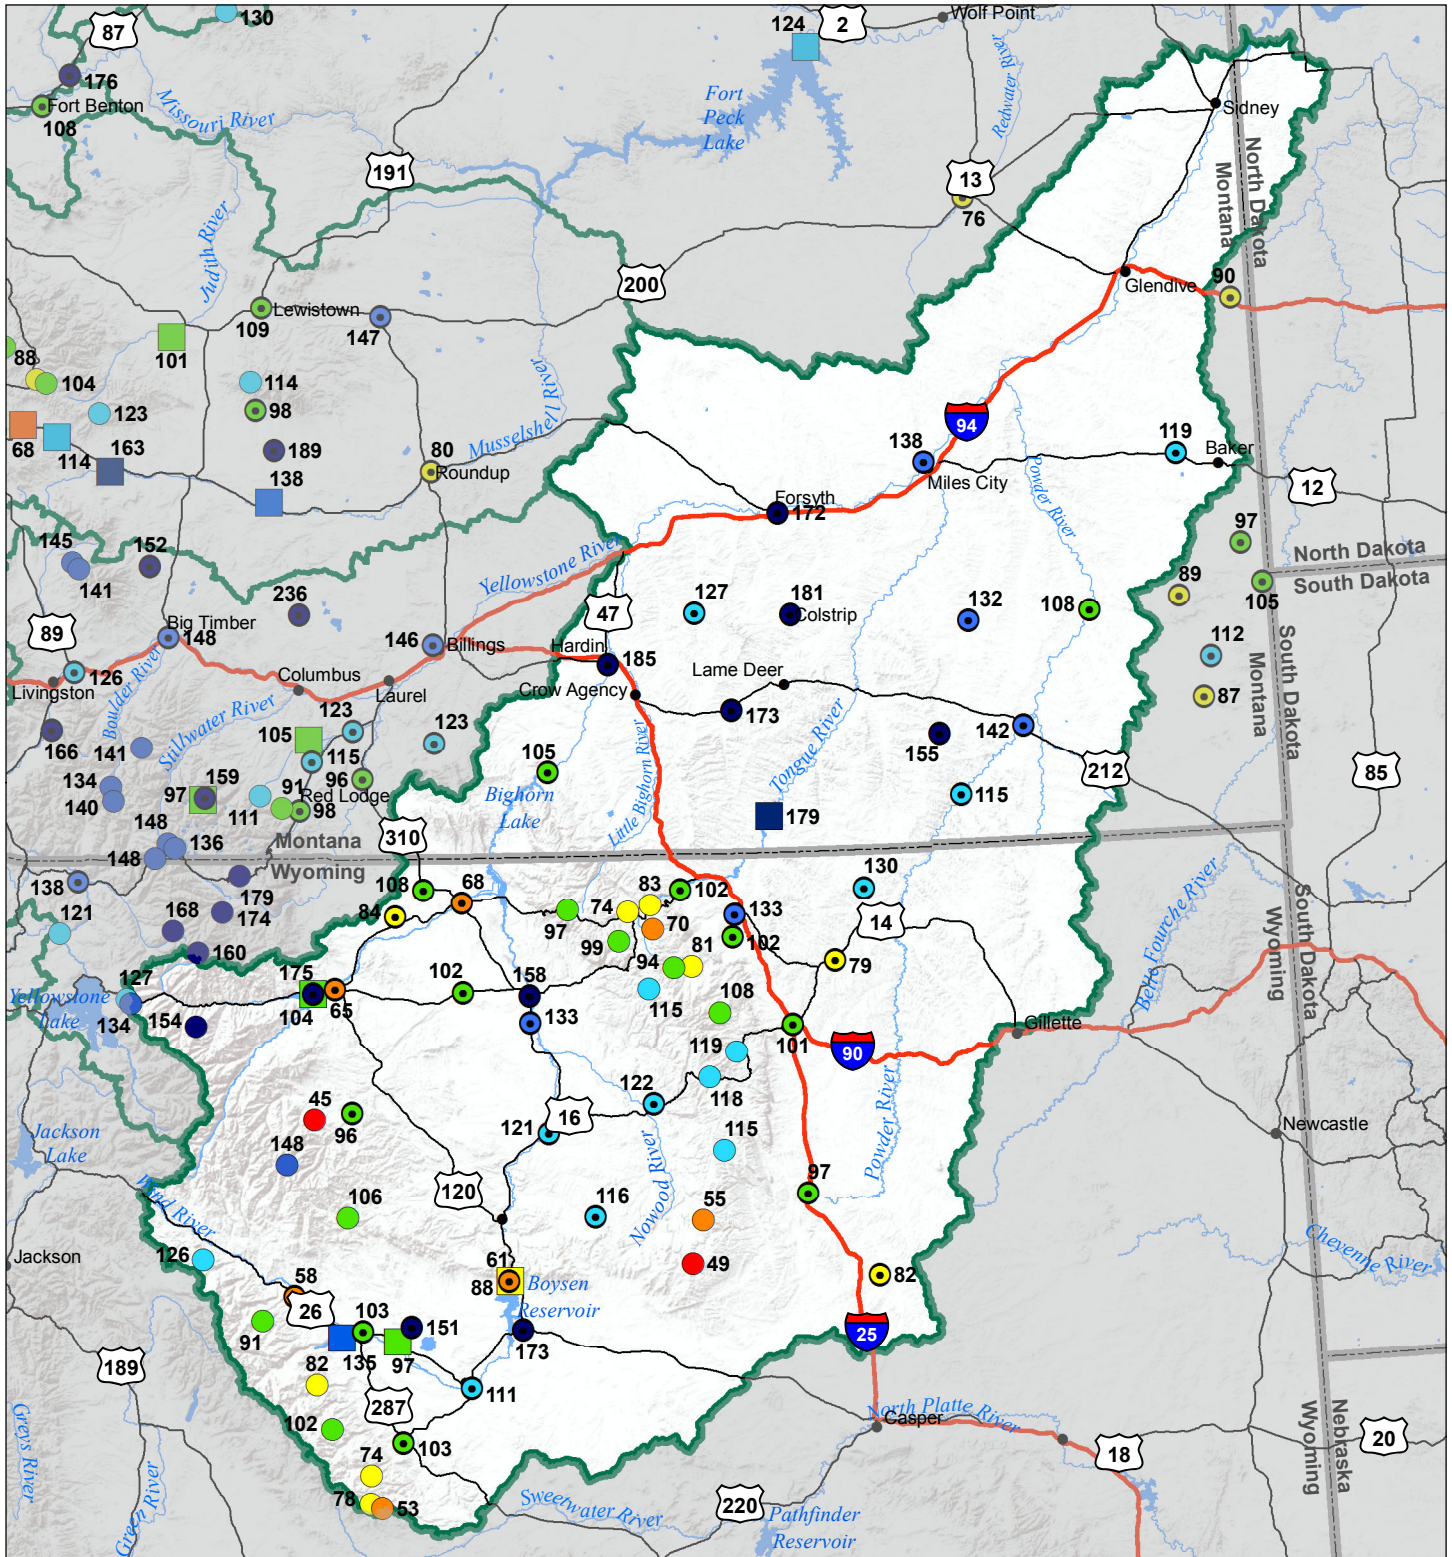 130
87
124
2
Wolf Point
176
Fort Benton
108
Missouri River
Fort
Peck
Lake
Redwater River
Sidney
191
13
76
North Dakota
Montana
Judith River
200
Glendive
90
109
Lewistown
147
101
88
104
114
98
123
68
114
163
189
138
80
Roundup
Musselshell River
94
138
Miles City
119
Baker
12
Forsyth
172
Powder River
97
North Dakota
South Dakota
145
141
152
Yellowstone River
89
105
236
127
181
Colstrip
132
108
47
89
Big Timber
148
146
Billings
Hardin
185
112
87
South Dakota
Montana
126
Livingston
Boulder River
Columbus
Laurel
Crow Agency
Lame Deer
173
166
141
Stillwater River
123
105
115
123
155
142
212
85
134
140
159
97
111
91
96
Red Lodge
98
105
Bighorn
Lake
Little Bighorn River
Tongue River
179
115
148
136
148
Montana
Wyoming
310
138
179
174
108
68
84
97
74
83
102
70
99
133
102
130
14
Belle Fourche River
South Dakota
Wyoming
121
168
160
81
94
115
79
127
Yellowstone
Lake
134
154
175
104
65
102
158
133
108
101
Gillette
90
119
118
122
45
96
148
16
121
Jackson
Lake
Newcastle
115
Powder River
97
120
106
116
Nowood River
55
49
Wind River
126
Jackson
Cheyenne River
82
61
88
Boysen
Reservoir
58
26
103
151
135
97
173
25
91
189
82
111
287
102
103
74
78
53
North Platte River
Casper
18
Nebraska
Wyoming
20
Greys River
Green River
Sweetwater River
220
Pathfinder
Reservoir